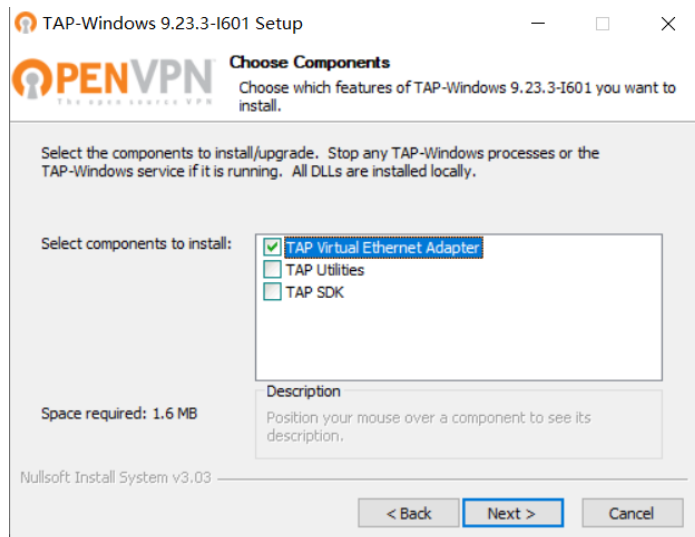 TAP-Windows 9.23.3-I601 Setup
OPENVPN
The open source VPN
Choose Components
Choose which features of TAP-Windows 9.23.3-I601 you want to
install.
Select the components to install/upgrade. Stop any TAP-Windows processes or the
TAP-Windows service if it is running. All DLLs are installed locally.
Select components to install:
TAP Virtual Ethernet Adapter
TAP Utilities
TAP SDK
Space required: 1.6 MB
Description
Position your mouse over a component to see its
description.
Nullsoft Install System v3.03
< Back
Next >
Cancel